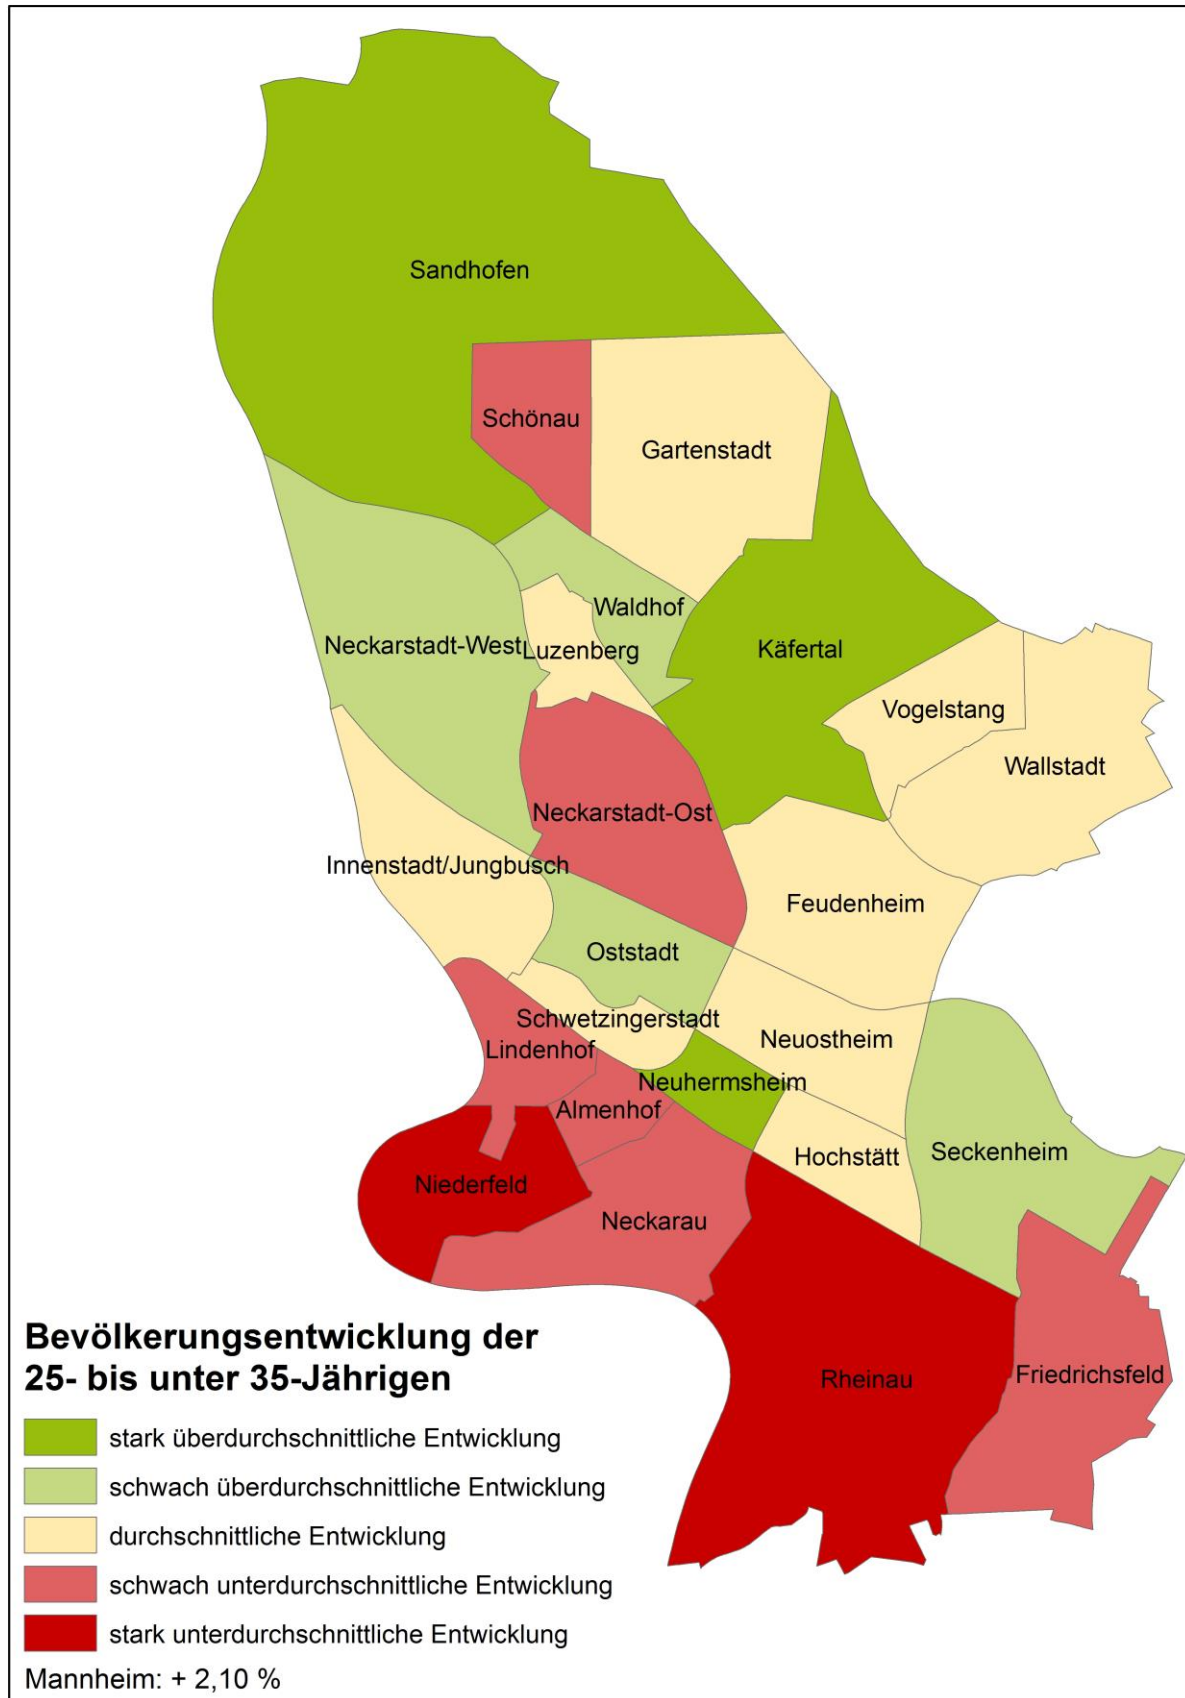 Sandhofen
Schönau
Gartenstadt
Waldhof
Neckarstadt-West
Luzenberg
Käfertal
Vogelstang
Wallstadt
Neckarstadt-Ost
Innenstadt/Jungbusch
Feudenheim
Oststadt
Schwetzingerstadt
Neuostheim
Lindenhof
Neuhermsheim
Almenhof
Hochstätt
Seckenheim
Niederfeld
Neckarau
Rheinau
Friedrichsfeld
Bevölkerungsentwicklung der
25- bis unter 35-Jährigen
stark überdurchschnittliche Entwicklung
schwach überdurchschnittliche Entwicklung
durchschnittliche Entwicklung
schwach unterdurchschnittliche Entwicklung
stark unterdurchschnittliche Entwicklung
Mannheim: + 2,10 %